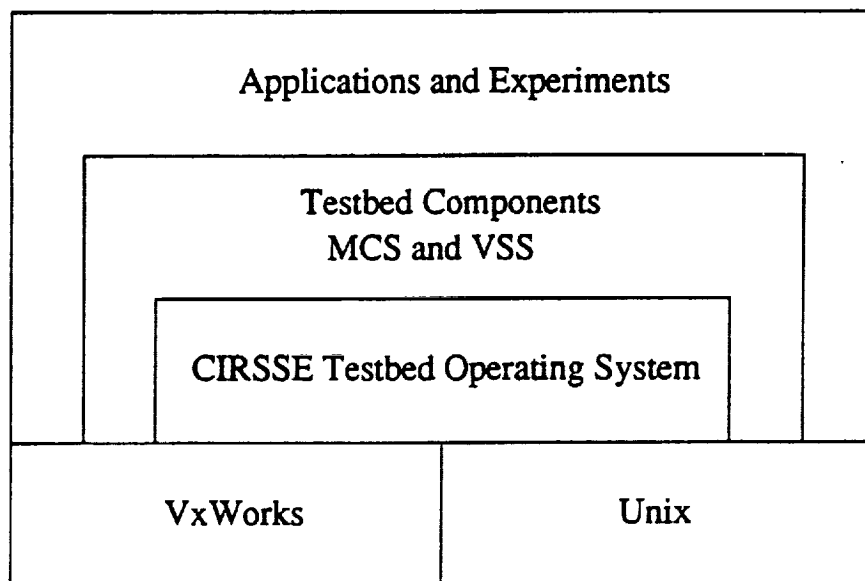 Applications and Experiments
Testbed Components
MCS and VSS
CIRSSE Testbed Operating System
VxWorks
Unix